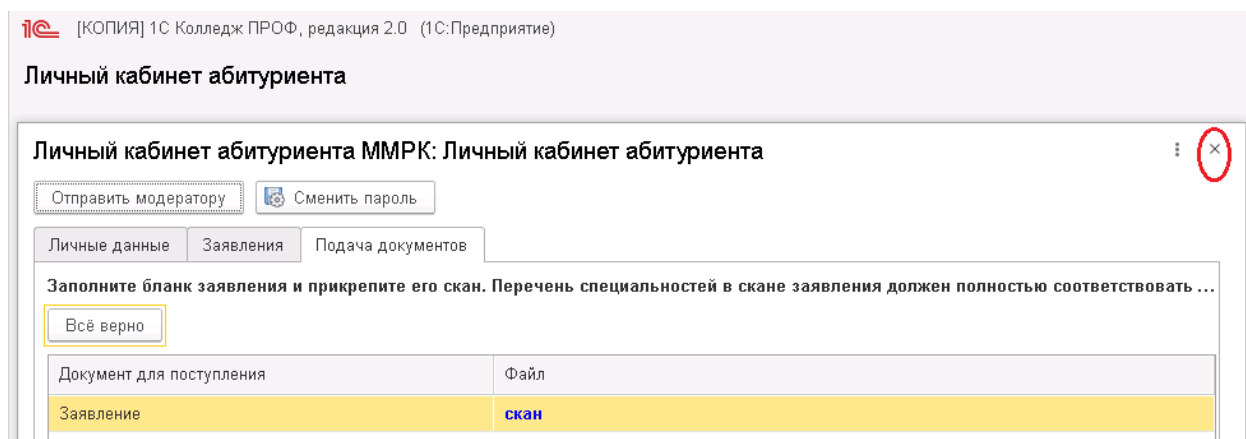 1С [КОПИЯ] 1С Колледж ПРОФ, редакция 2.0 (1С:Предприятие)
Личный кабинет абитуриента
Личный кабинет абитуриента ММРК: Личный кабинет абитуриента
Отправить модератору Сменить пароль
Личные данные Заявления Подача документов
Заполните бланк заявления и прикрепите его скан. Перечень специальностей в скане заявления должен полностью соответствовать ...
Всё верно
Документ для поступления Файл
Заявление скан